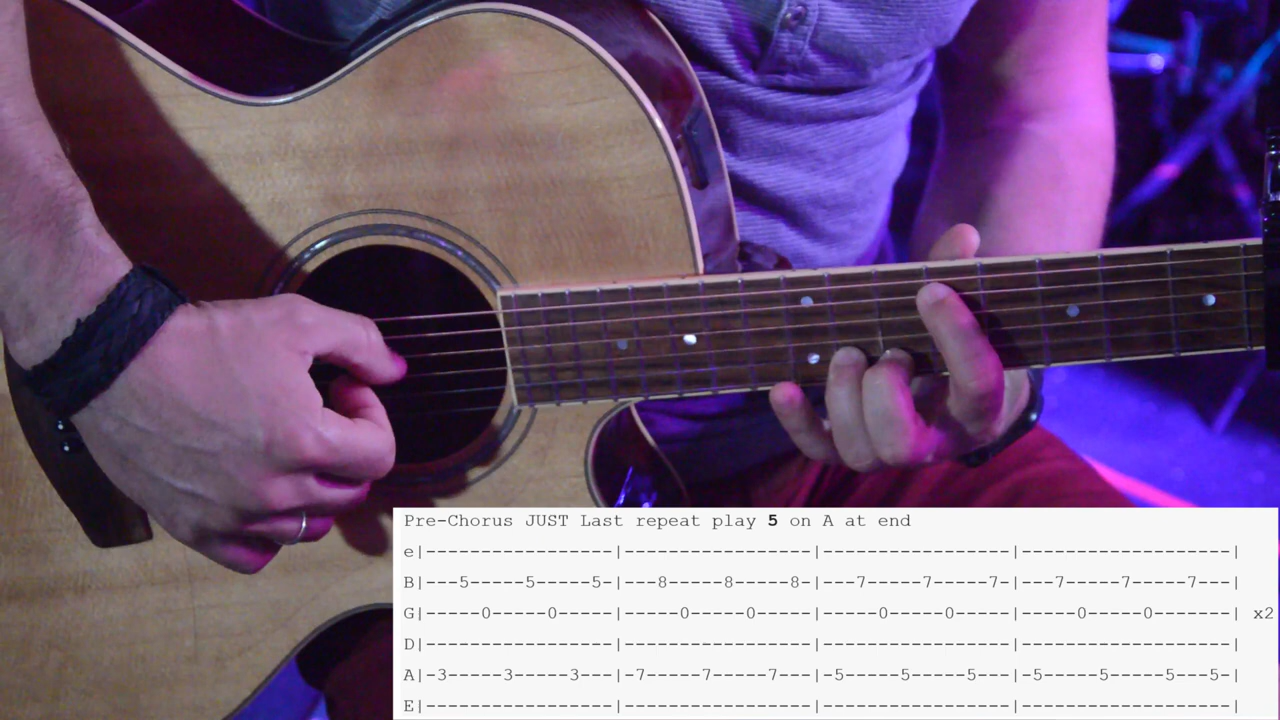 Pre-Chorus JUST Last repeat play 5 on A at end
e|-----------------|-----------------|-----------------|-------------------|
B|---5-----5-----5-|---8-----8-----8-|---7-----7-----7-|---7-----7-----7---|
G|-----0-----0-----|-----0-----0-----|-----0-----0-----|-----0-----0-------| x2
D|-----------------|-----------------|-----------------|-------------------|
A|-3-----3-----3---|-7-----7-----7---|-5-----5-----5---|-5-----5-----5---5-|
E|-----------------|-----------------|-----------------|-------------------|